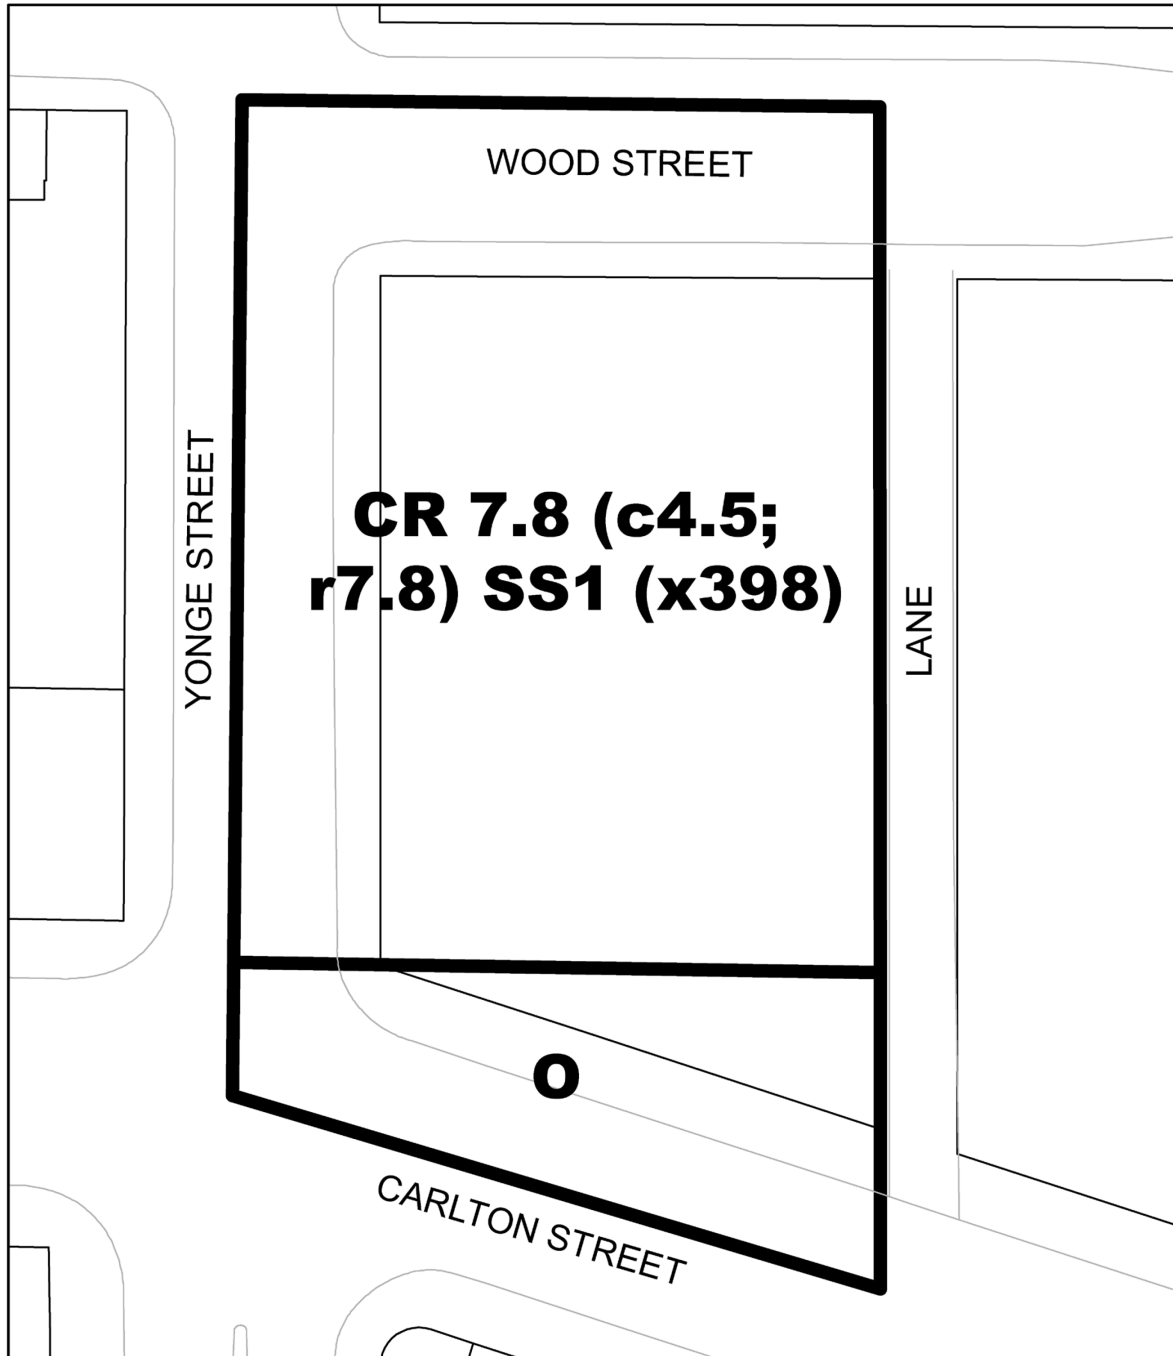 WOOD STREET
YONGE STREET
CR 7.8 (c4.5;
r7.8) SS1 (x398)
LANE
O
CARLTON STREET